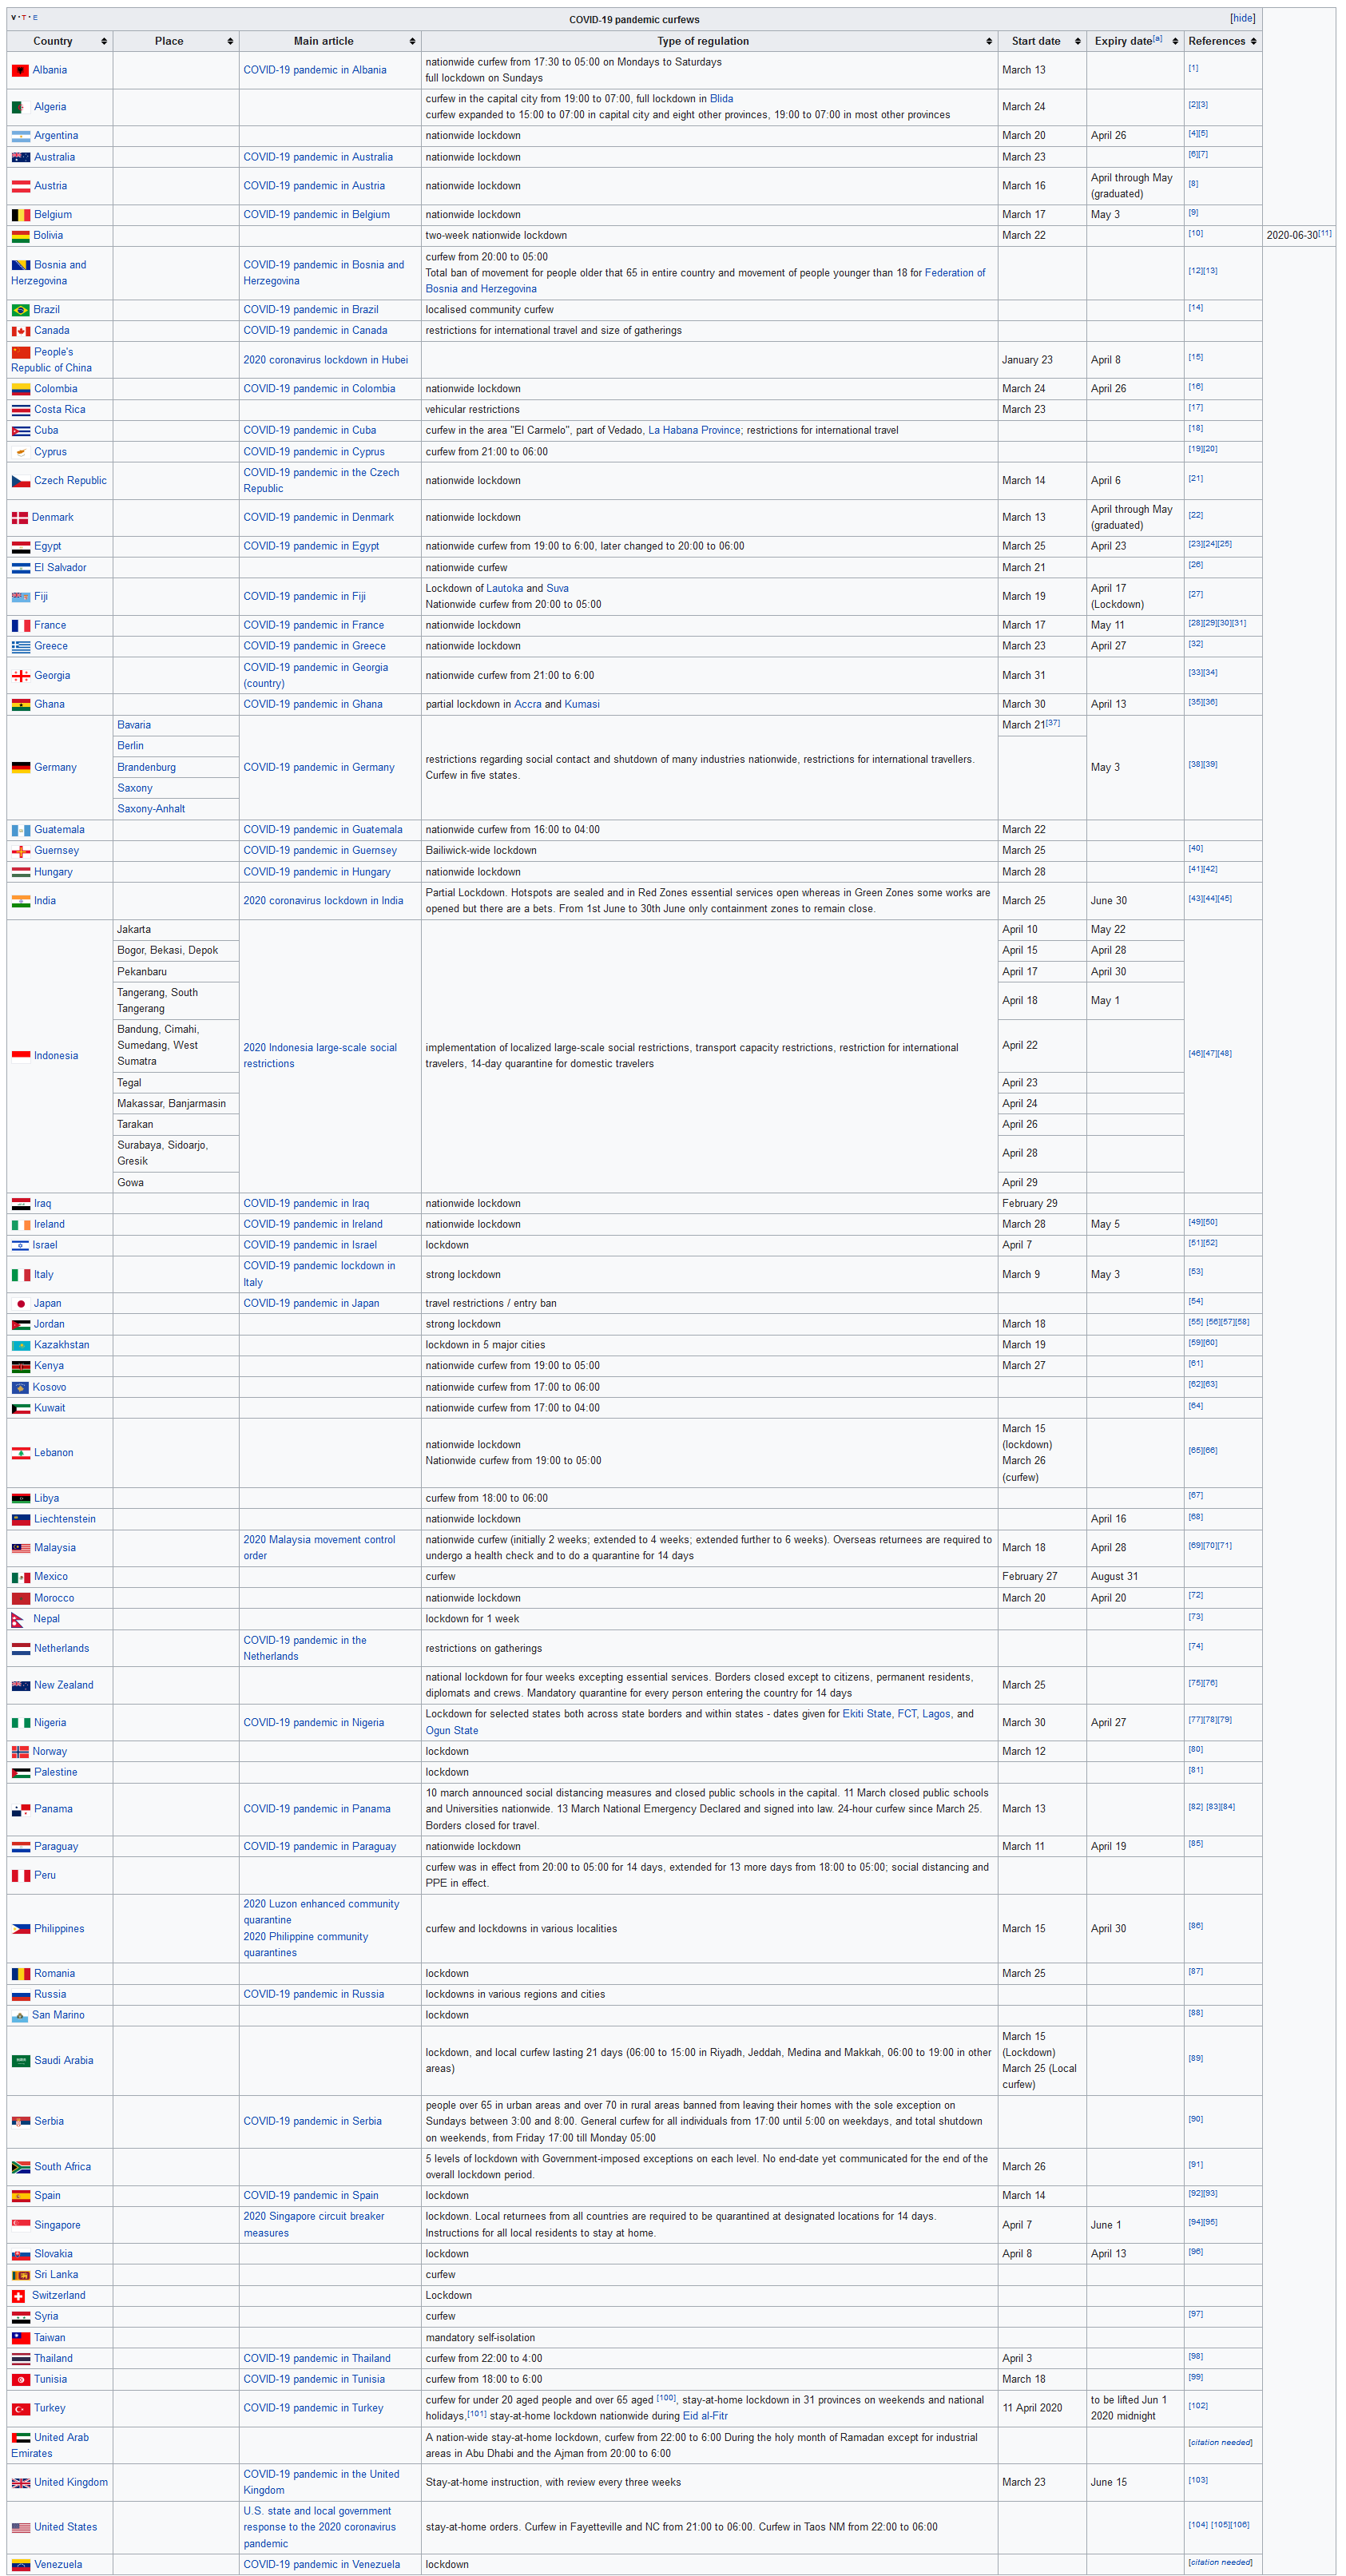 V·T·E COVID-19 pandemic curfews [hide]
Country Place Main article Type of regulation Start date Expiry date[a] References
Albania COVID-19 pandemic in Albania nationwide curfew from 17:30 to 05:00 on Mondays to Saturdays
full lockdown on Sundays March 13 [1]
Algeria curfew in the capital city from 19:00 to 07:00, full lockdown in Blida
curfew expanded to 15:00 to 07:00 in capital city and eight other provinces, 19:00 to 07:00 in most other provinces March 24 [2][3]
Argentina nationwide lockdown March 20 April 26 [4][5]
Australia COVID-19 pandemic in Australia nationwide lockdown March 23 [6][7]
Austria COVID-19 pandemic in Austria nationwide lockdown March 16 April through May
(graduated) [8]
Belgium COVID-19 pandemic in Belgium nationwide lockdown March 17 May 3 [9]
Bolivia two-week nationwide lockdown March 22 [10] 2020-06-30[11]
Bosnia and
Herzegovina COVID-19 pandemic in Bosnia and
Herzegovina curfew from 20:00 to 05:00
Total ban of movement for people older that 65 in entire country and movement of people younger than 18 for Federation of
Bosnia and Herzegovina [12][13]
Brazil COVID-19 pandemic in Brazil localised community curfew [14]
Canada COVID-19 pandemic in Canada restrictions for international travel and size of gatherings
People's
Republic of China 2020 coronavirus lockdown in Hubei January 23 April 8 [15]
Colombia COVID-19 pandemic in Colombia nationwide lockdown March 24 April 26 [16]
Costa Rica vehicular restrictions March 23 [17]
Cuba COVID-19 pandemic in Cuba curfew in the area "El Carmelo", part of Vedado, La Habana Province; restrictions for international travel [18]
Cyprus COVID-19 pandemic in Cyprus curfew from 21:00 to 06:00 [19][20]
Czech Republic COVID-19 pandemic in the Czech
Republic nationwide lockdown March 14 April 6 [21]
Denmark COVID-19 pandemic in Denmark nationwide lockdown March 13 April through May
(graduated) [22]
Egypt COVID-19 pandemic in Egypt nationwide curfew from 19:00 to 6:00, later changed to 20:00 to 06:00 March 25 April 23 [23][24][25]
El Salvador nationwide curfew March 21 [26]
Fiji COVID-19 pandemic in Fiji Lockdown of Lautoka and Suva
Nationwide curfew from 20:00 to 05:00 March 19 April 17
(Lockdown) [27]
France COVID-19 pandemic in France nationwide lockdown March 17 May 11 [28][29][30][31]
Greece COVID-19 pandemic in Greece nationwide lockdown March 23 April 27 [32]
Georgia COVID-19 pandemic in Georgia
(country) nationwide curfew from 21:00 to 6:00 March 31 [33][34]
Ghana COVID-19 pandemic in Ghana partial lockdown in Accra and Kumasi March 30 April 13 [35][36]
Germany COVID-19 pandemic in Germany restrictions regarding social contact and shutdown of many industries nationwide, restrictions for international travellers.
Curfew in five states. May 3 [38][39]
Bavaria March 21[37]
Berlin
Brandenburg
Saxony
Saxony-Anhalt
Guatemala COVID-19 pandemic in Guatemala nationwide curfew from 16:00 to 04:00 March 22
Guernsey COVID-19 pandemic in Guernsey Bailiwick-wide lockdown March 25 [40]
Hungary COVID-19 pandemic in Hungary nationwide lockdown March 28 [41][42]
India 2020 coronavirus lockdown in India Partial Lockdown. Hotspots are sealed and in Red Zones essential services open whereas in Green Zones some works are
opened but there are a bets. From 1st June to 30th June only containment zones to remain close. March 25 June 30 [43][44][45]
Indonesia 2020 Indonesia large-scale social
restrictions implementation of localized large-scale social restrictions, transport capacity restrictions, restriction for international
travelers, 14-day quarantine for domestic travelers [46][47][48]
Jakarta April 10 May 22
Bogor, Bekasi, Depok April 15 April 28
Pekanbaru April 17 April 30
Tangerang, South
Tangerang April 18 May 1
Bandung, Cimahi,
Sumedang, West
Sumatra April 22
Tegal April 23
Makassar, Banjarmasin April 24
Tarakan April 26
Surabaya, Sidoarjo,
Gresik April 28
Gowa April 29
Iraq COVID-19 pandemic in Iraq nationwide lockdown February 29
Ireland COVID-19 pandemic in Ireland nationwide lockdown March 28 May 5 [49][50]
Israel COVID-19 pandemic in Israel lockdown April 7 [51][52]
Italy COVID-19 pandemic lockdown in
Italy strong lockdown March 9 May 3 [53]
Japan COVID-19 pandemic in Japan travel restrictions / entry ban [54]
Jordan strong lockdown March 18 [55] [56][57][58]
Kazakhstan lockdown in 5 major cities March 19 [59][60]
Kenya nationwide curfew from 19:00 to 05:00 March 27 [61]
Kosovo nationwide curfew from 17:00 to 06:00 [62][63]
Kuwait nationwide curfew from 17:00 to 04:00 [64]
Lebanon nationwide lockdown
Nationwide curfew from 19:00 to 05:00 March 15
(lockdown)
March 26
(curfew) [65][66]
Libya curfew from 18:00 to 06:00 [67]
Liechtenstein nationwide lockdown April 16 [68]
Malaysia 2020 Malaysia movement control
order nationwide curfew (initially 2 weeks; extended to 4 weeks; extended further to 6 weeks). Overseas returnees are required to
undergo a health check and to do a quarantine for 14 days March 18 April 28 [69][70][71]
Mexico curfew February 27 August 31
Morocco nationwide lockdown March 20 April 20 [72]
Nepal lockdown for 1 week [73]
Netherlands COVID-19 pandemic in the
Netherlands restrictions on gatherings [74]
New Zealand national lockdown for four weeks excepting essential services. Borders closed except to citizens, permanent residents,
diplomats and crews. Mandatory quarantine for every person entering the country for 14 days March 25 [75][76]
Nigeria COVID-19 pandemic in Nigeria Lockdown for selected states both across state borders and within states - dates given for Ekiti State, FCT, Lagos, and
Ogun State March 30 April 27 [77][78][79]
Norway lockdown March 12 [80]
Palestine lockdown [81]
Panama COVID-19 pandemic in Panama 10 march announced social distancing measures and closed public schools in the capital. 11 March closed public schools
and Universities nationwide. 13 March National Emergency Declared and signed into law. 24-hour curfew since March 25.
Borders closed for travel. March 13 [82] [83][84]
Paraguay COVID-19 pandemic in Paraguay nationwide lockdown March 11 April 19 [85]
Peru curfew was in effect from 20:00 to 05:00 for 14 days, extended for 13 more days from 18:00 to 05:00; social distancing and
PPE in effect.
Philippines 2020 Luzon enhanced community
quarantine
2020 Philippine community
quarantines curfew and lockdowns in various localities March 15 April 30 [86]
Romania lockdown March 25 [87]
Russia COVID-19 pandemic in Russia lockdowns in various regions and cities
San Marino lockdown [88]
Saudi Arabia lockdown, and local curfew lasting 21 days (06:00 to 15:00 in Riyadh, Jeddah, Medina and Makkah, 06:00 to 19:00 in other
areas) March 15
(Lockdown)
March 25 (Local
curfew) [89]
Serbia COVID-19 pandemic in Serbia people over 65 in urban areas and over 70 in rural areas banned from leaving their homes with the sole exception on
Sundays between 3:00 and 8:00. General curfew for all individuals from 17:00 until 5:00 on weekdays, and total shutdown
on weekends, from Friday 17:00 till Monday 05:00 [90]
South Africa 5 levels of lockdown with Government-imposed exceptions on each level. No end-date yet communicated for the end of the
overall lockdown period. March 26 [91]
Spain COVID-19 pandemic in Spain lockdown March 14 [92][93]
Singapore 2020 Singapore circuit breaker
measures lockdown. Local returnees from all countries are required to be quarantined at designated locations for 14 days.
Instructions for all local residents to stay at home. April 7 June 1 [94][95]
Slovakia lockdown April 8 April 13 [96]
Sri Lanka curfew
Switzerland Lockdown
Syria curfew [97]
Taiwan mandatory self-isolation
Thailand COVID-19 pandemic in Thailand curfew from 22:00 to 4:00 April 3 [98]
Tunisia COVID-19 pandemic in Tunisia curfew from 18:00 to 6:00 March 18 [99]
Turkey COVID-19 pandemic in Turkey curfew for under 20 aged people and over 65 aged [100], stay-at-home lockdown in 31 provinces on weekends and national
holidays,[101] stay-at-home lockdown nationwide during Eid al-Fitr 11 April 2020 to be lifted Jun 1
2020 midnight [102]
United Arab
Emirates A nation-wide stay-at-home lockdown, curfew from 22:00 to 6:00 During the holy month of Ramadan except for industrial
areas in Abu Dhabi and the Ajman from 20:00 to 6:00 [citation needed]
United Kingdom COVID-19 pandemic in the United
Kingdom Stay-at-home instruction, with review every three weeks March 23 June 15 [103]
United States U.S. state and local government
response to the 2020 coronavirus
pandemic stay-at-home orders. Curfew in Fayetteville and NC from 21:00 to 06:00. Curfew in Taos NM from 22:00 to 06:00 [104] [105][106]
Venezuela COVID-19 pandemic in Venezuela lockdown [citation needed]